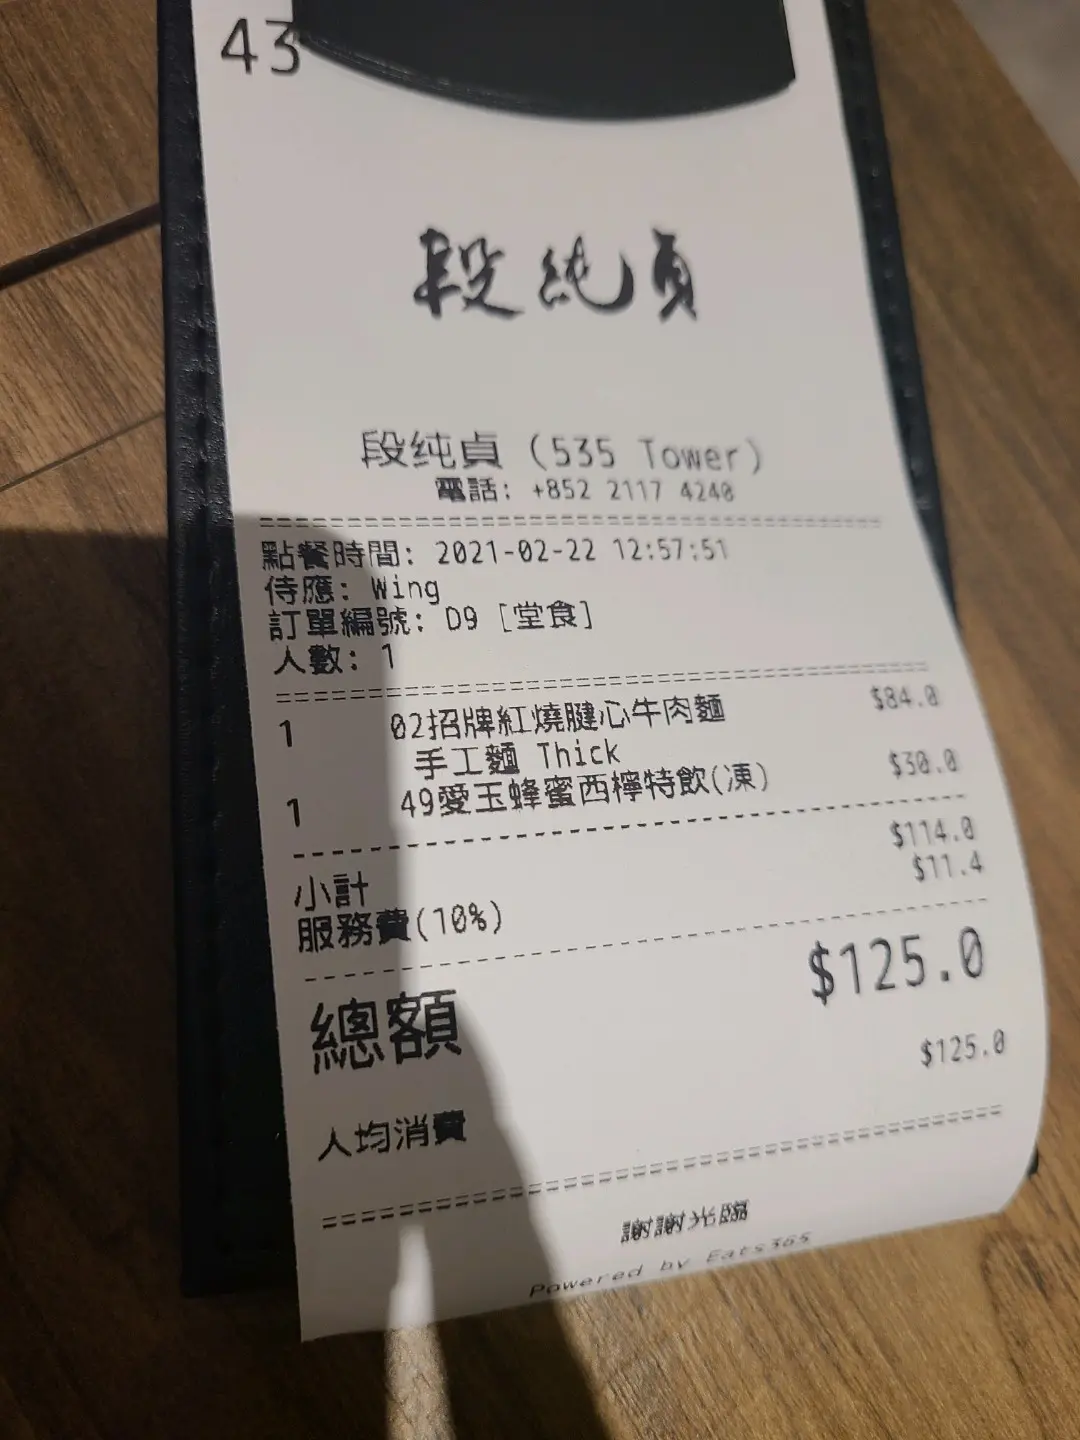 43
段純貞
段純貞 (535 Tower)
電話: +852 2117 4240
點餐時間: 2021-02-22 12:57:51
侍應: Wing
訂單編號: D9 [堂食]
人數: 1
1 02招牌紅燒腱心牛肉麵 $84.0
手工麵 Thick
1 49愛玉蜂蜜西檸特飲(凍) $30.0
小計 $114.0
服務費(10%) $11.4
總額 $125.0
人均消費 $125.0
謝謝光臨
Powered by Eats365